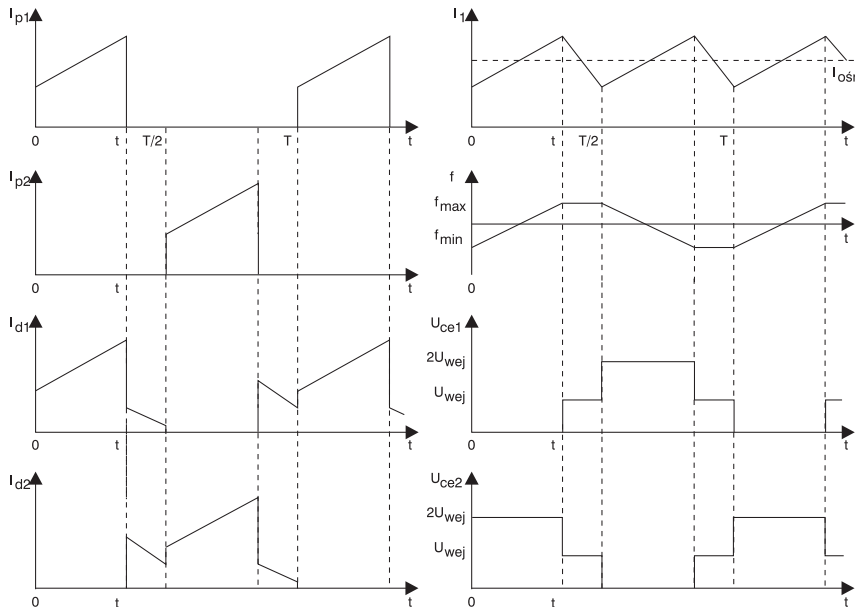 Ip1
0 t T/2 T t
Ip2
0 t t
Id1
0 t t
Id2
0 t t
I1
Iośr
0 t T/2 T t
f
fmax
fmin
t
0
Uce1
2Uwej
Uwej
0 t t
Uce2
2Uwej
Uwej
0 t t